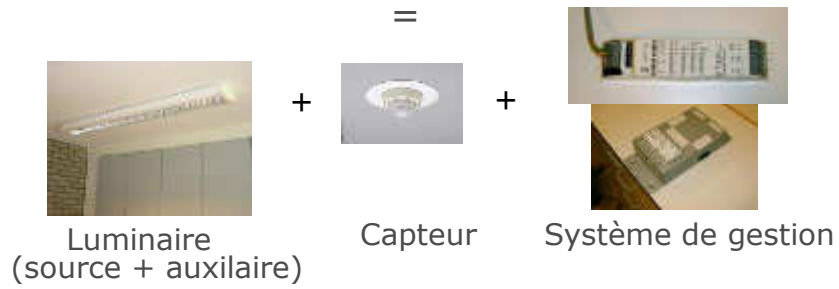 =
+
+
Luminaire
(source + auxilaire)
Capteur
Système de gestion